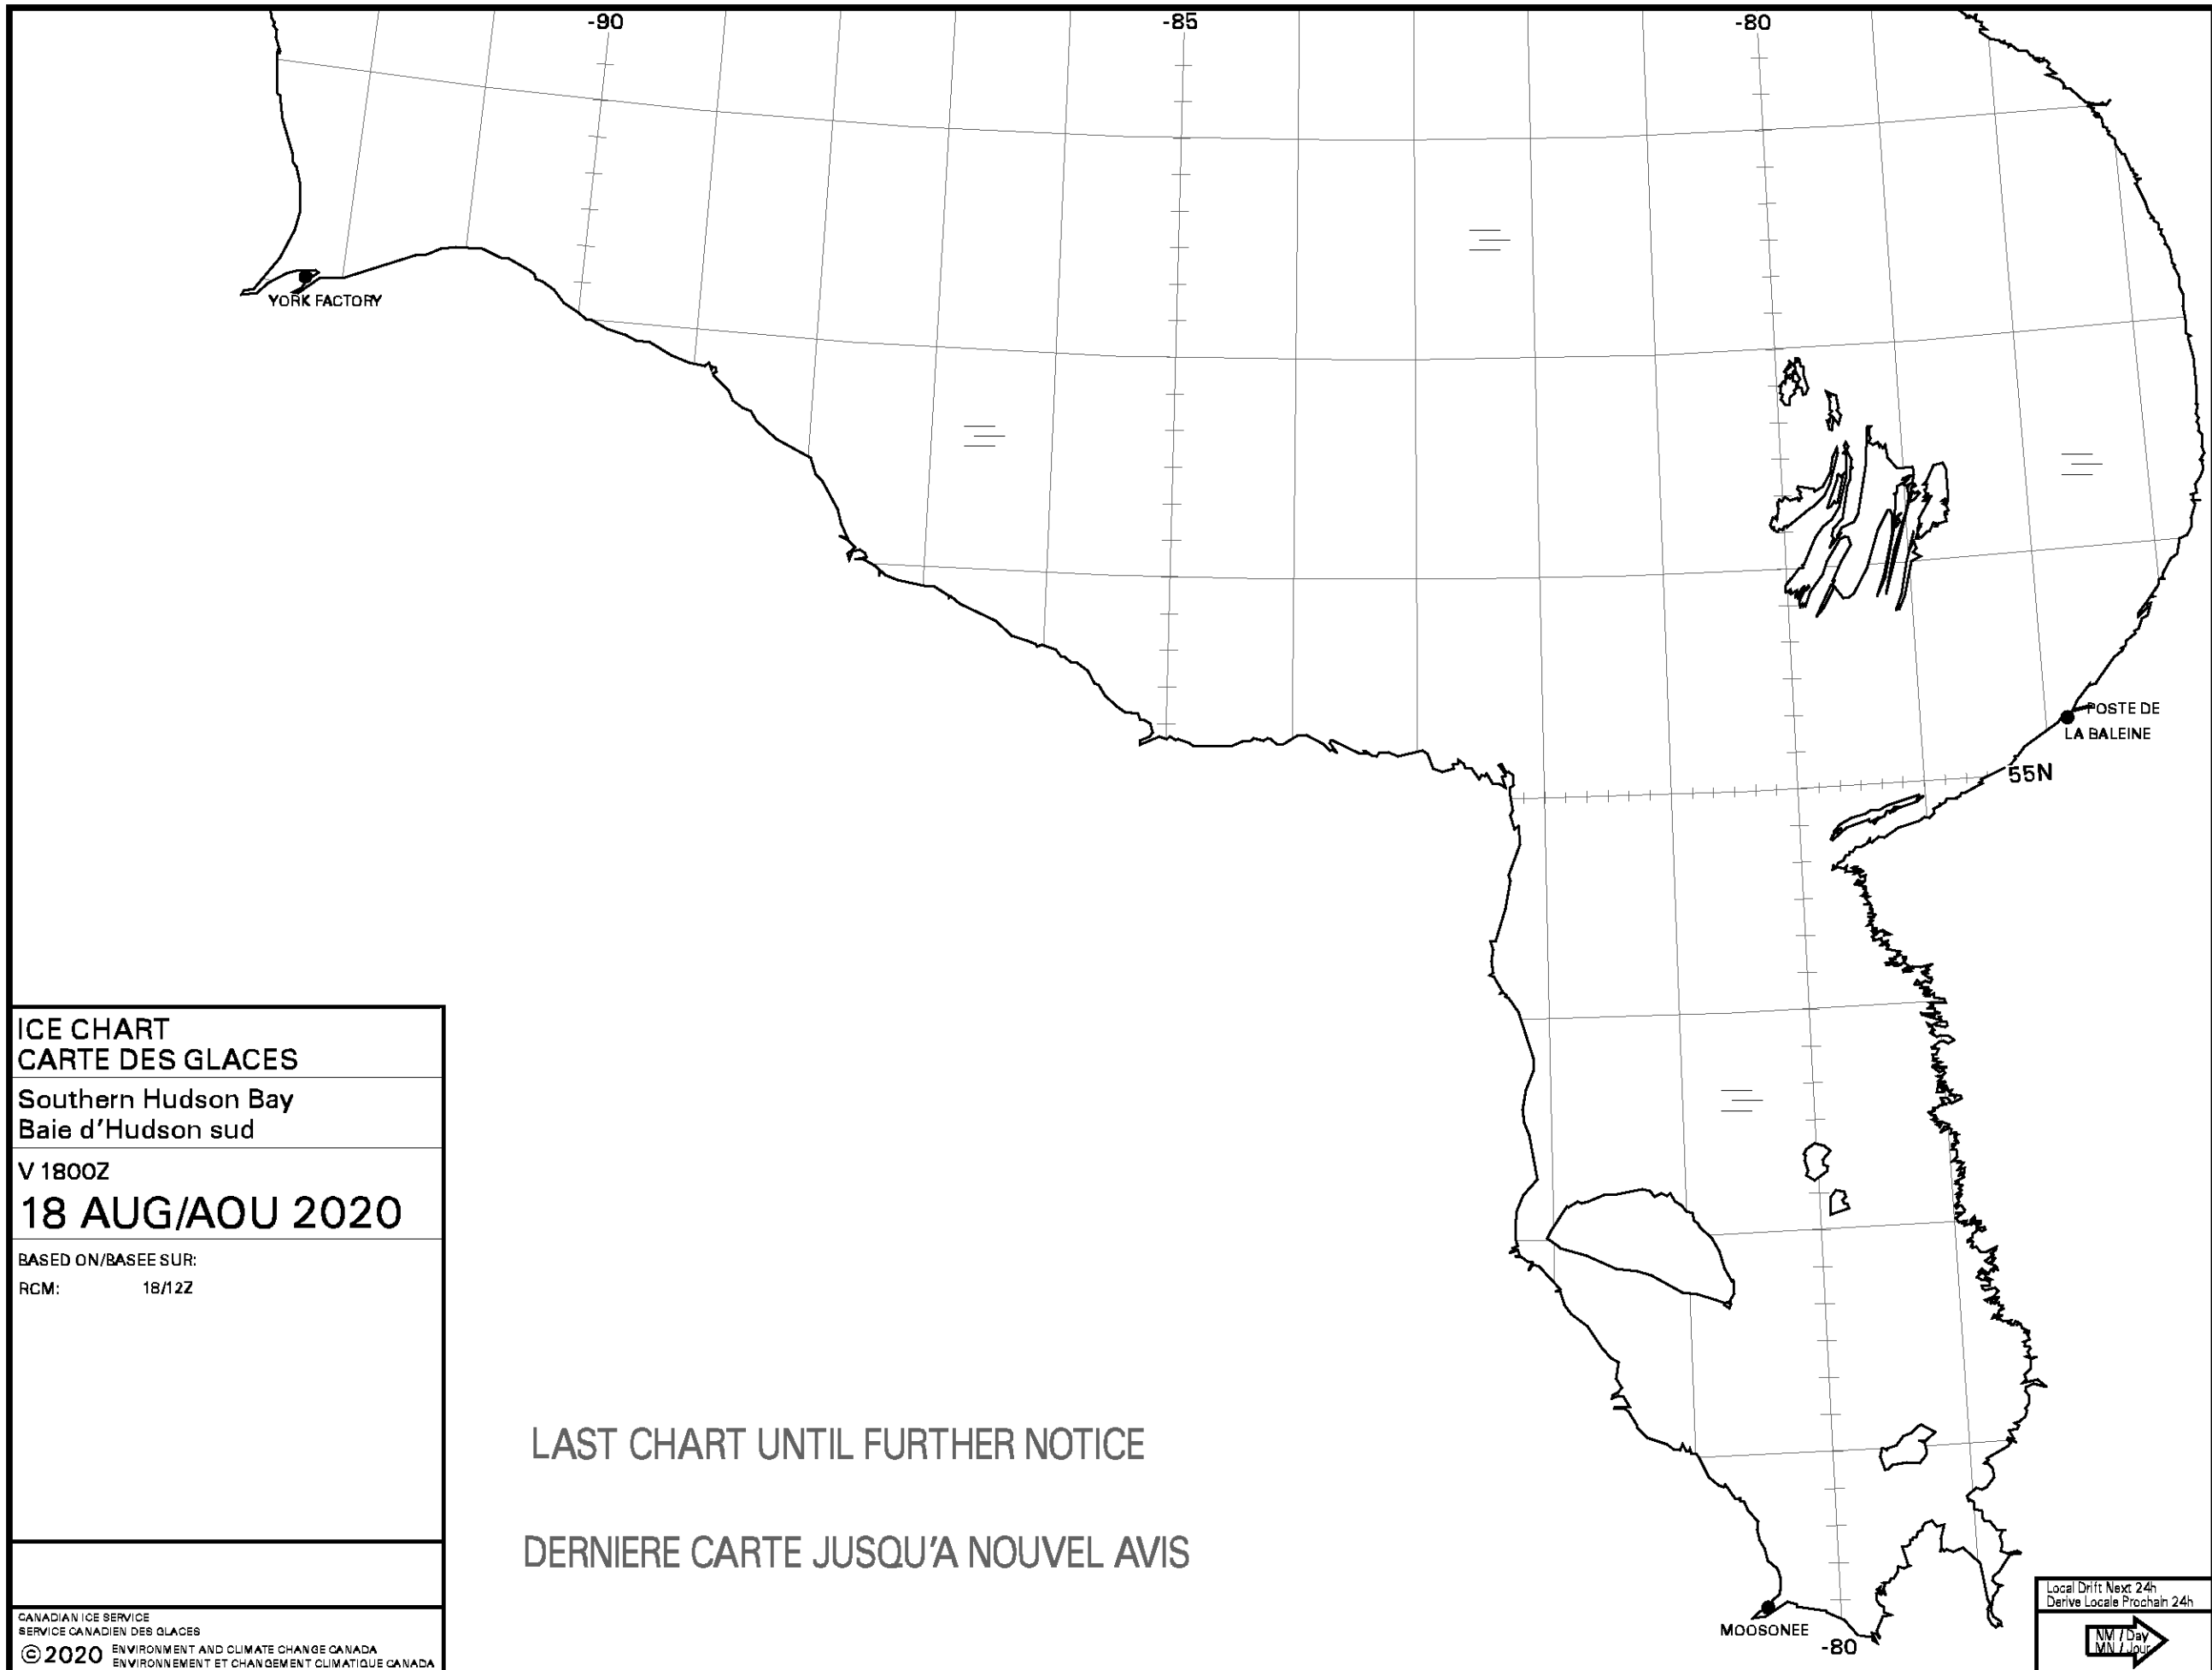 -90
-85
-80
YORK FACTORY
POSTE DE
LA BALEINE
55N
ICE CHART
CARTE DES GLACES
Southern Hudson Bay
Baie d'Hudson sud
V 1800Z
18 AUG/AOU 2020
BASED ON/BASEE SUR:
RCM: 18/12Z
LAST CHART UNTIL FURTHER NOTICE
DERNIERE CARTE JUSQU'A NOUVEL AVIS
CANADIAN ICE SERVICE
SERVICE CANADIEN DES GLACES
©2020 ENVIRONMENT AND CLIMATE CHANGE CANADA
ENVIRONNEMENT ET CHANGEMENT CLIMATIQUE CANADA
MOOSONEE
-80
Local Drift Next 24h
Derive Locale Prochain 24h
NM / Day
MN / Jour